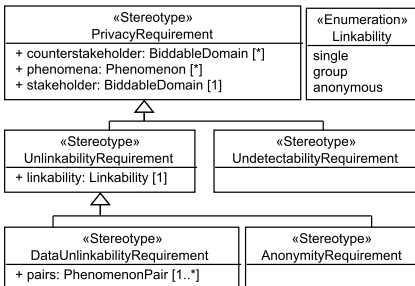 «Stereotype»
PrivacyRequirement
+ counterstakeholder: BiddableDomain [*]
+ phenomena: Phenomenon [*]
+ stakeholder: BiddableDomain [1]
«Enumeration»
Linkability
single
group
anonymous
«Stereotype»
UnlinkabilityRequirement
+ linkability: Linkability [1]
«Stereotype»
UndetectabilityRequirement
«Stereotype»
DataUnlinkabilityRequirement
+ pairs: PhenomenonPair [1..*]
«Stereotype»
AnonymityRequirement